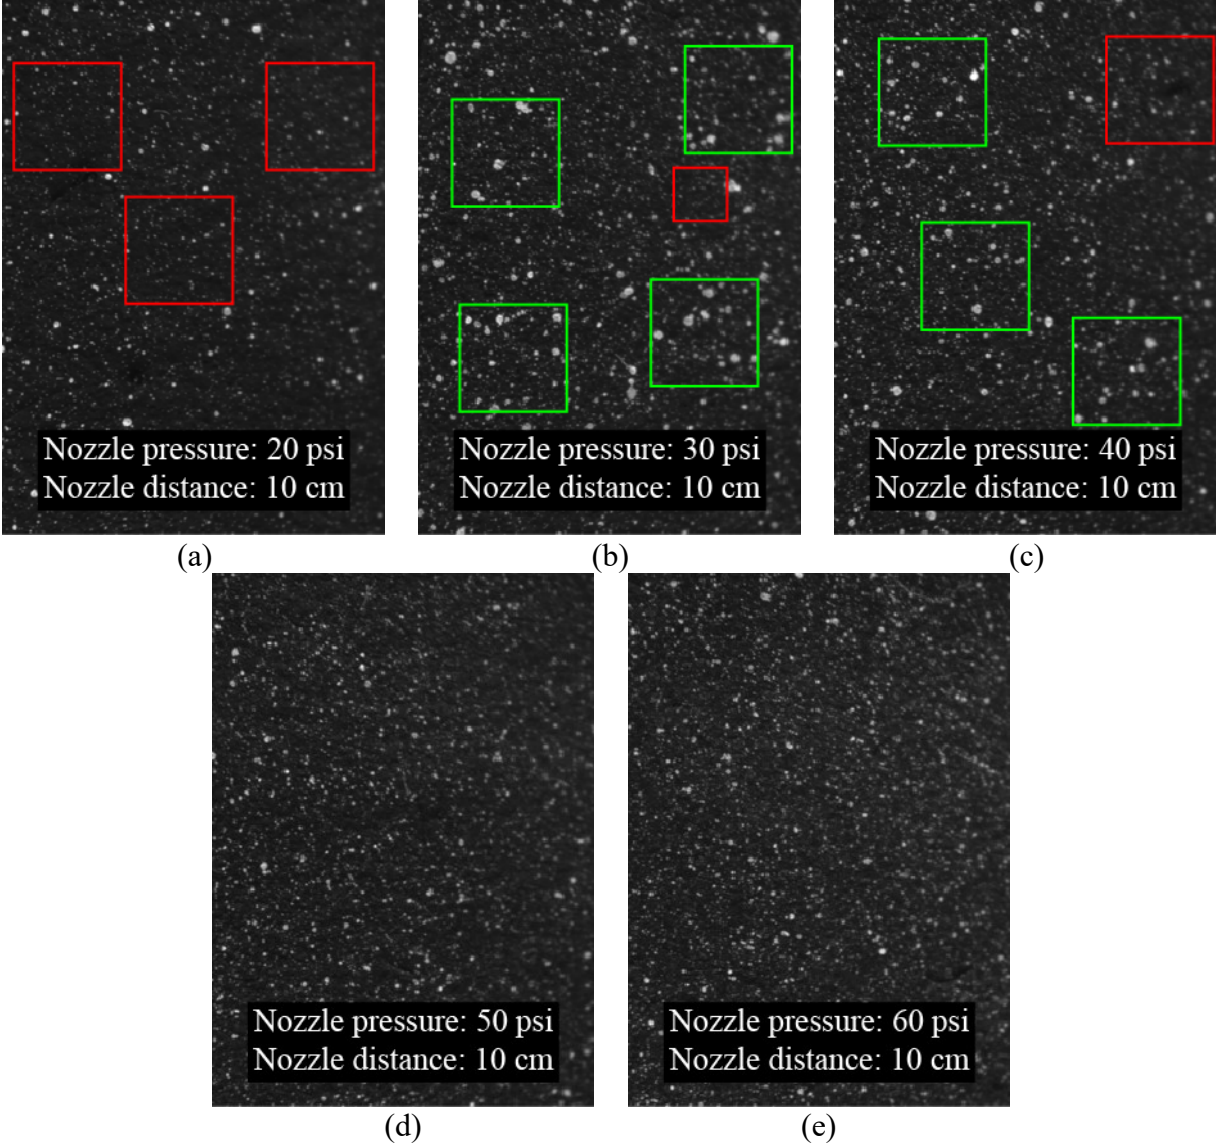 Nozzle pressure: 20 psi
Nozzle distance: 10 cm
(a)
Nozzle pressure: 30 psi
Nozzle distance: 10 cm
(b)
Nozzle pressure: 40 psi
Nozzle distance: 10 cm
(c)
Nozzle pressure: 50 psi
Nozzle distance: 10 cm
(d)
Nozzle pressure: 60 psi
Nozzle distance: 10 cm
(e)